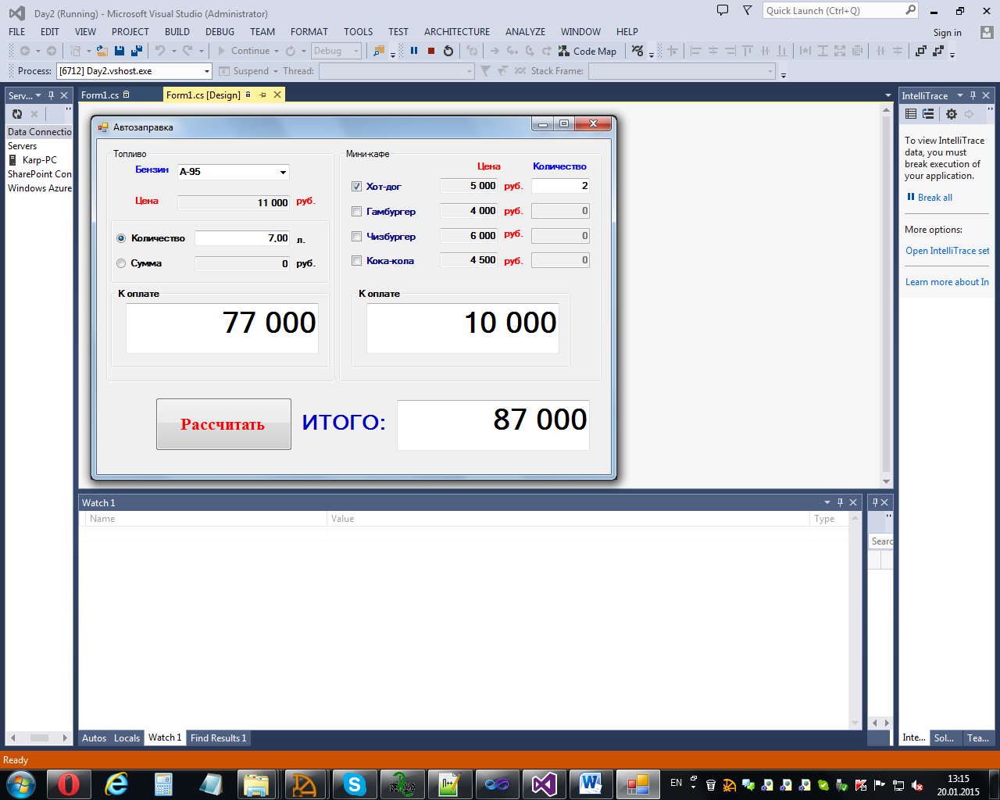 Day2 (Running) - Microsoft Visual Studio (Administrator)
Quick Launch (Ctrl+Q)
FILE EDIT VIEW PROJECT BUILD DEBUG TEAM FORMAT TOOLS TEST ARCHITECTURE ANALYZE WINDOW HELP
Sign in
Continue Debug Code Map
Process: [6712] Day2.vshost.exe Suspend Thread: Stack Frame:
Serv...
Data Connectio
Servers
Karp-PC
SharePoint Con
Windows Azure
Form1.cs Form1.cs [Design]
Автозаправка
Топливо
Бензин А-95
Цена 11 000 руб.
Количество 7,00 л.
Сумма 0 руб.
К оплате
77 000
Мини-кафе
Цена Количество
Хот-дог 5 000 руб. 2
Гамбургер 4 000 руб. 0
Чизбургер 6 000 руб. 0
Кока-кола 4 500 руб. 0
К оплате
10 000
Рассчитать ИТОГО: 87 000
IntelliTrace
To view IntelliTrace
data, you must
break execution of
your application.
Break all
More options:
Open IntelliTrace set
Learn more about In
Watch 1
Name Value Type
Searc
Autos Locals Watch 1 Find Results 1
Inte... Sol... Tea...
Ready
EN
13:15
20.01.2015